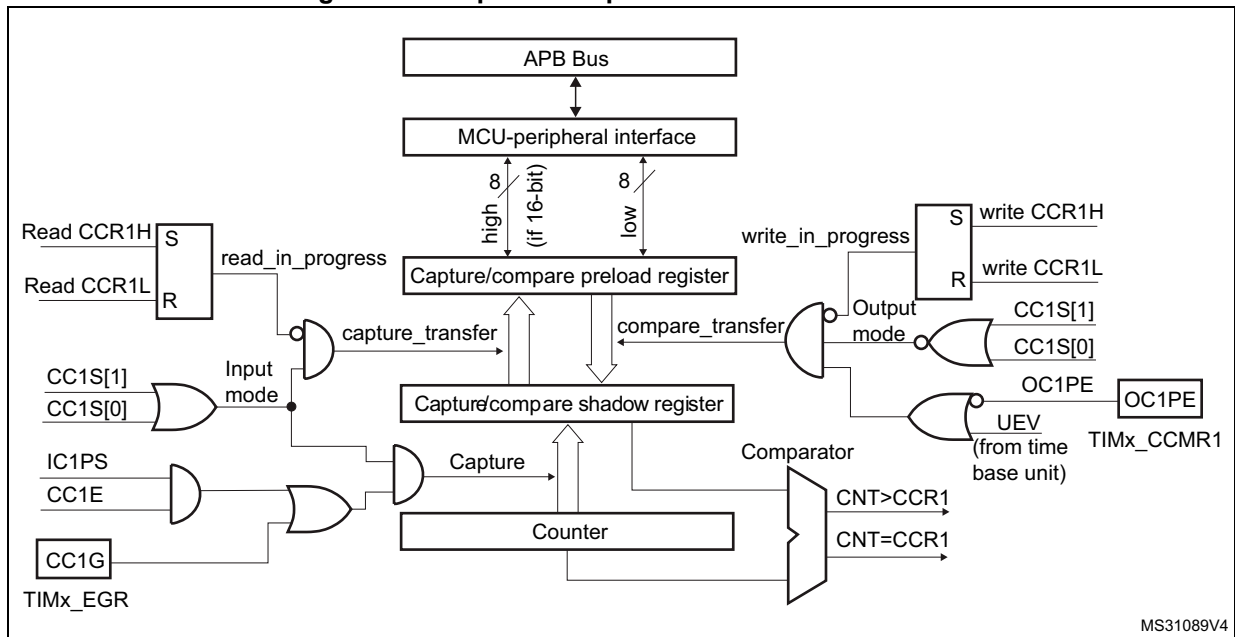 APB Bus
MCU-peripheral interface
8
high
(if 16-bit)
8
low
Read CCR1H
S
Read CCR1L
R
read_in_progress
write_in_progress
S
write CCR1H
R
write CCR1L
Capture/compare preload register
capture_transfer
compare_transfer
Output
mode
CC1S[1]
CC1S[0]
CC1S[1]
CC1S[0]
Input
mode
Capture/compare shadow register
OC1PE
OC1PE
UEV
(from time
base unit)
TIMx_CCMR1
IC1PS
CC1E
Capture
Comparator
CNT>CCR1
CNT=CCR1
Counter
CC1G
TIMx_EGR
MS31089V4